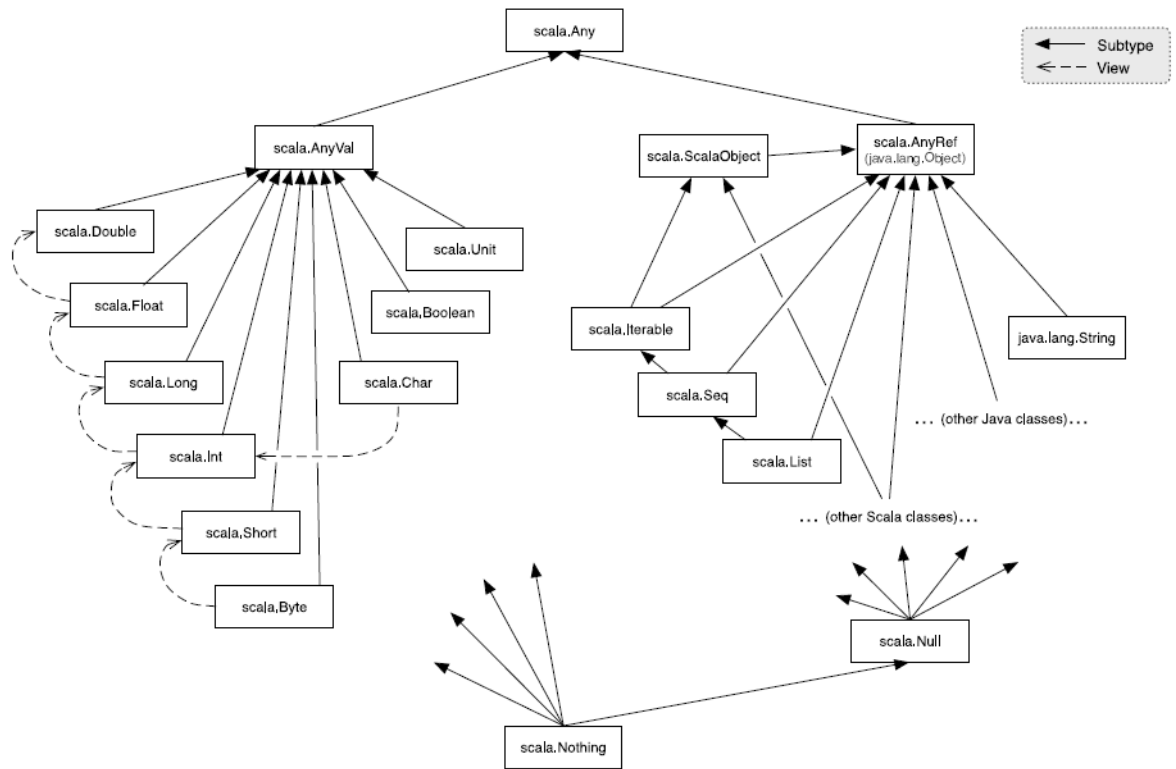 scala.Any
Subtype
View
scala.AnyVal
scala.ScalaObject
scala.AnyRef
(java.lang.Object)
scala.Double
scala.Unit
scala.Float
scala.Boolean
scala.Iterable
java.lang.String
scala.Long
scala.Char
scala.Seq
... (other Java classes)...
scala.Int
scala.List
scala.Short
... (other Scala classes)...
scala.Byte
scala.Null
scala.Nothing